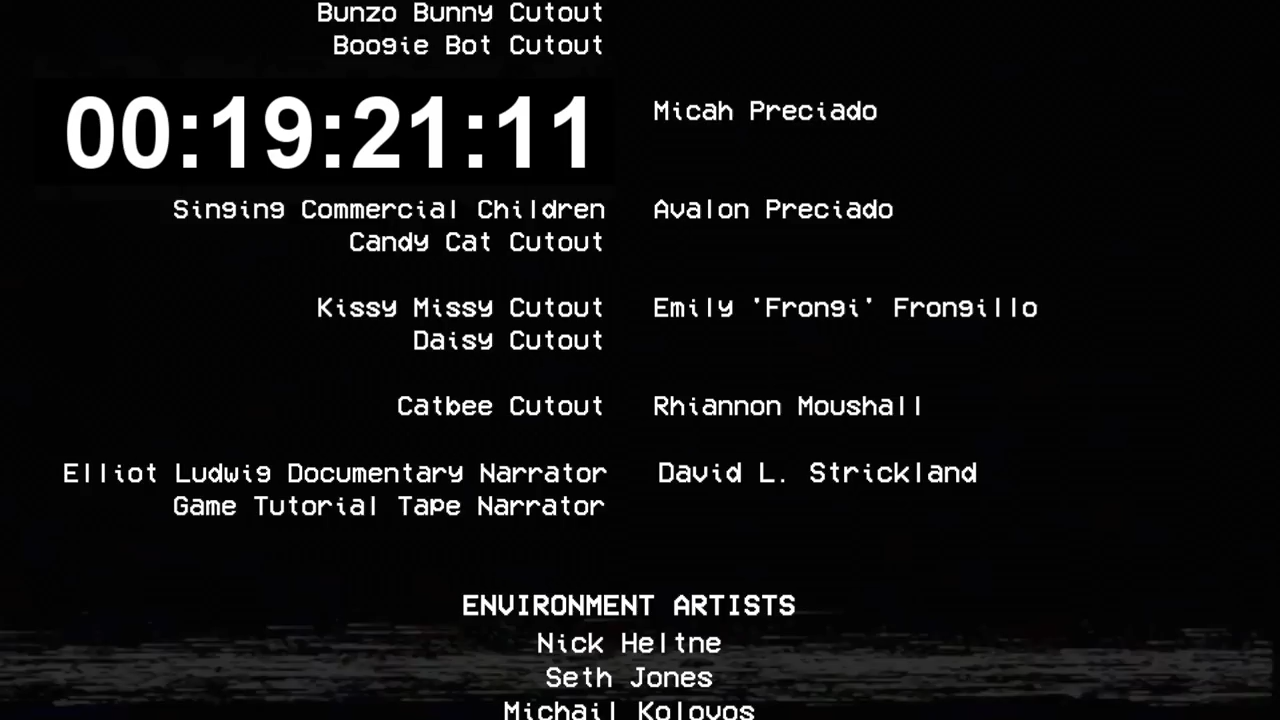 Bunzo Bunny Cutout
Boogie Bot Cutout
00:19:21:11 Micah Preciado
Singing Commercial Children Avalon Preciado
Candy Cat Cutout
Kissy Missy Cutout Emily 'Frongi' Frongillo
Daisy Cutout
Catbee Cutout Rhiannon Moushall
Elliot Ludwig Documentary Narrator David L. Strickland
Game Tutorial Tape Narrator
ENVIRONMENT ARTISTS
Nick Heltne
Seth Jones
Michail Kolovos